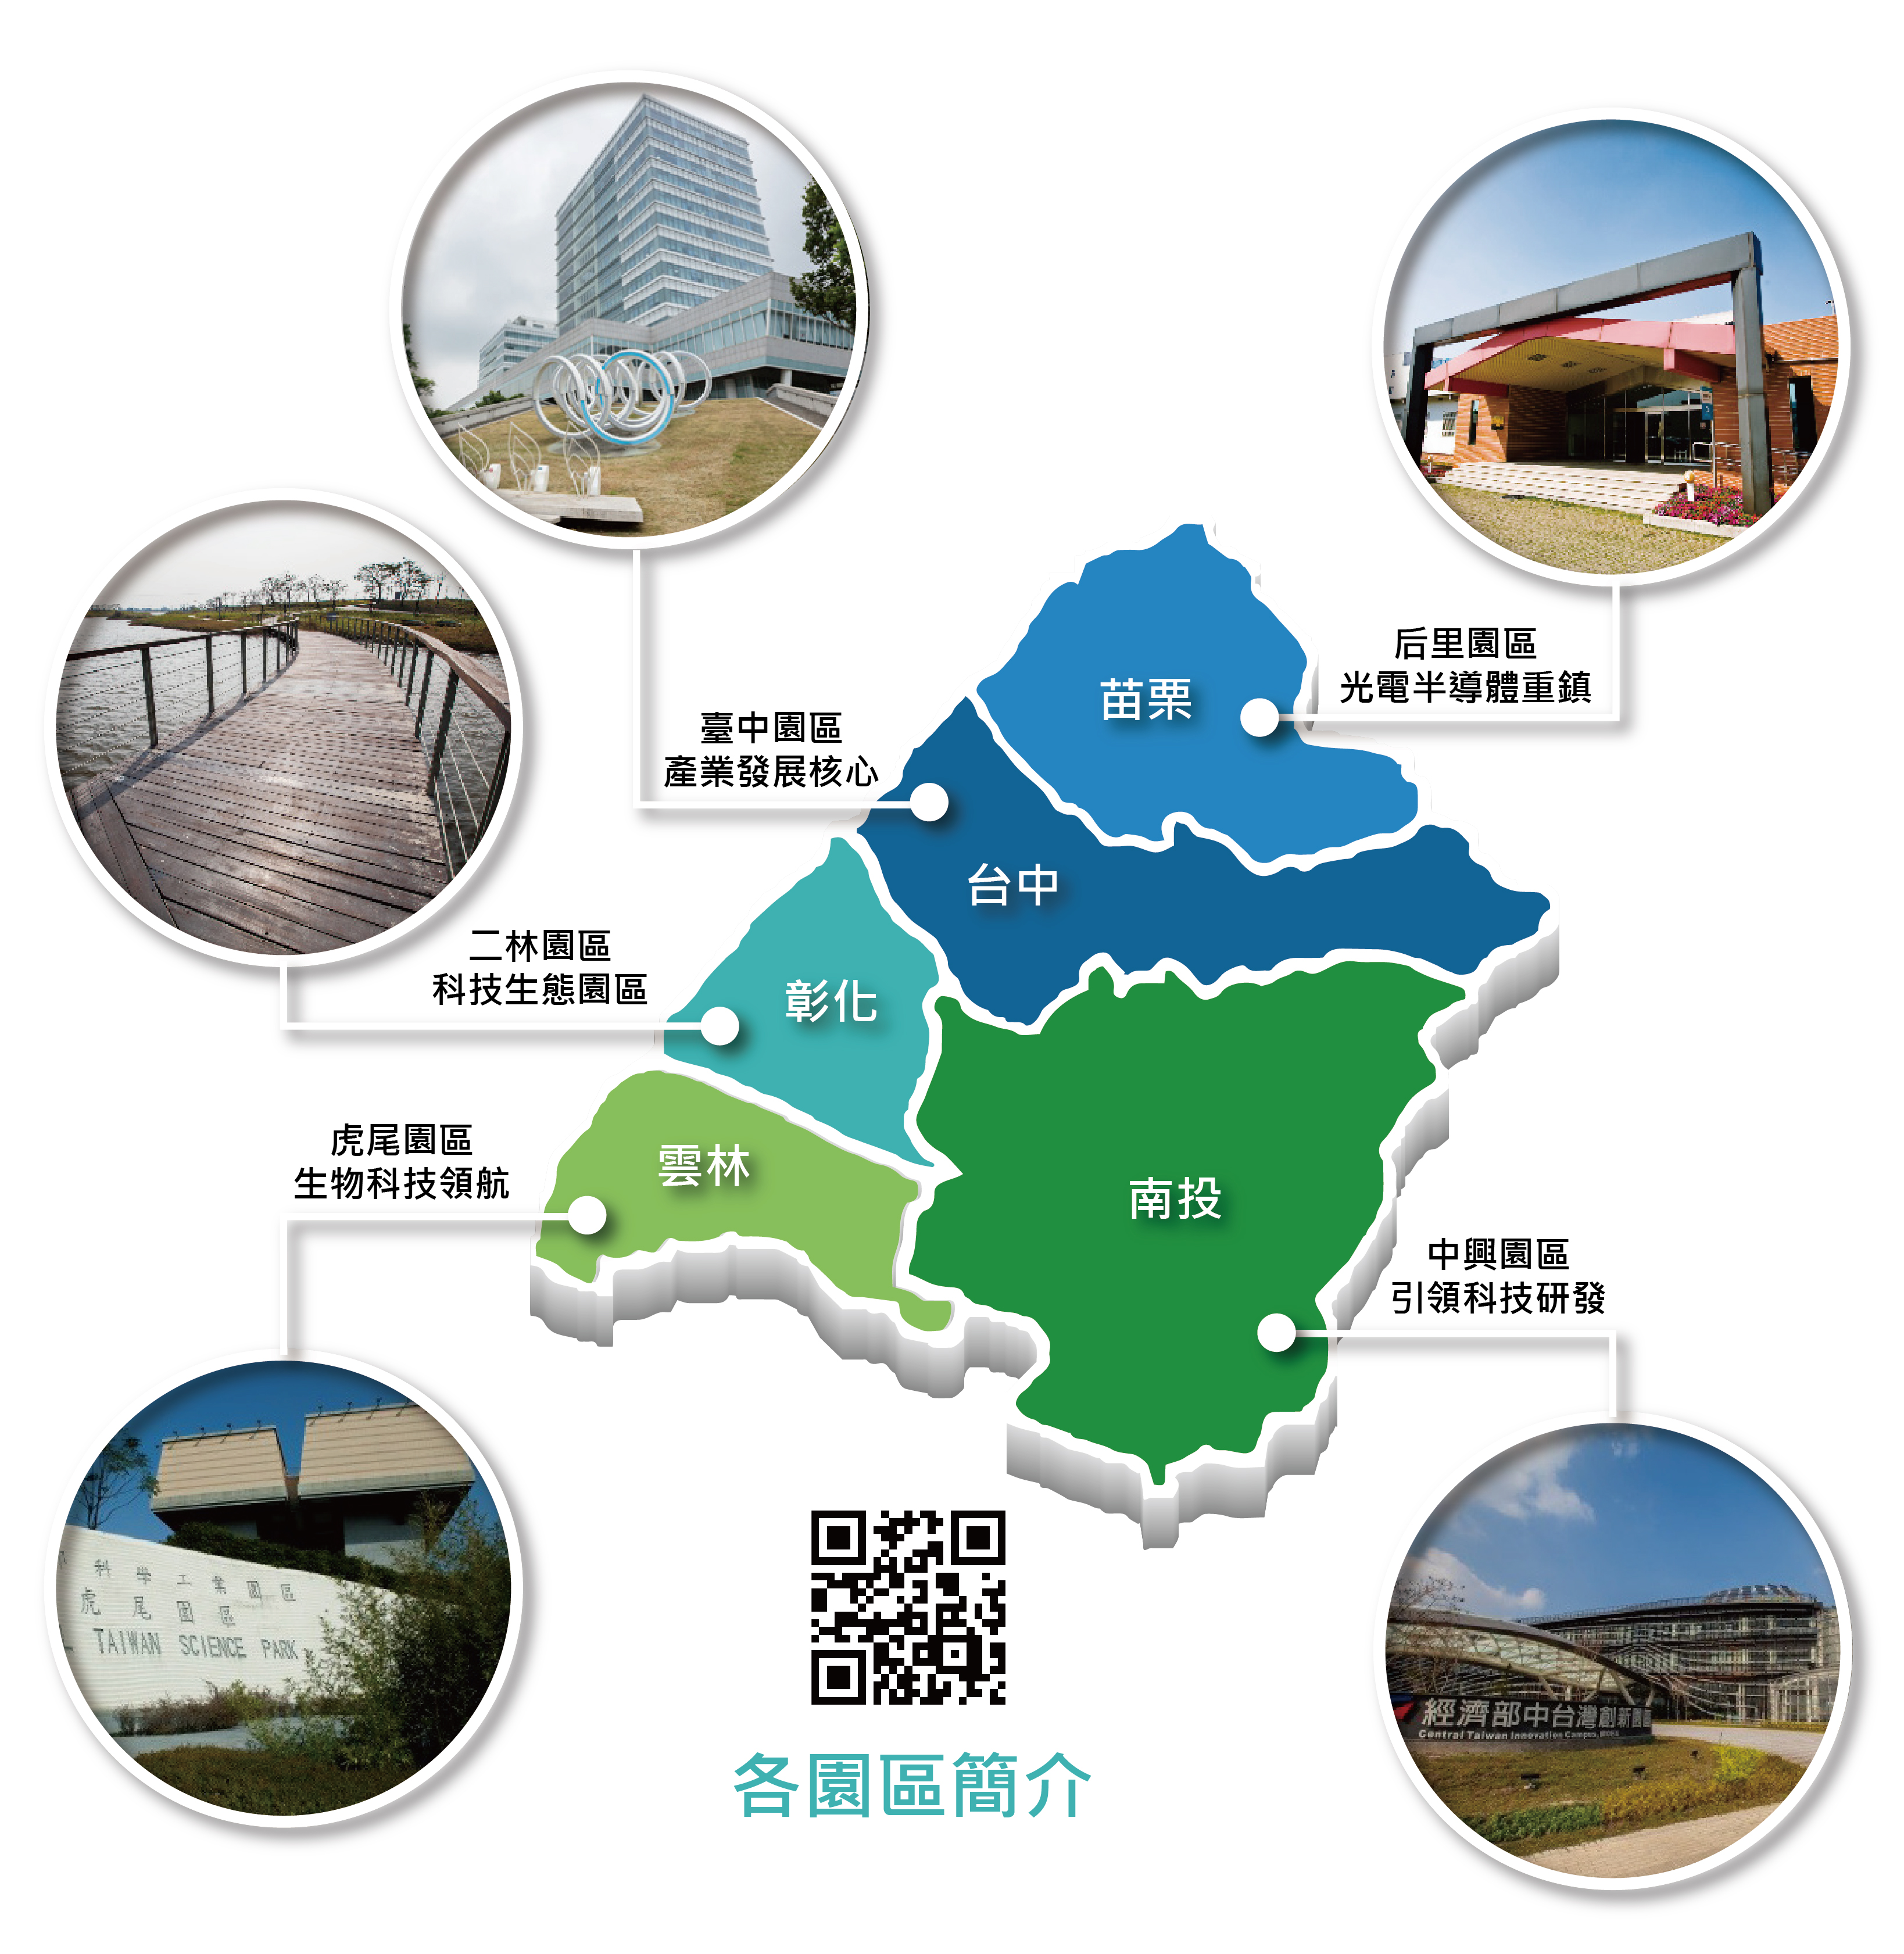 后里園區
光電半導體重鎮
苗栗
臺中園區
產業發展核心
台中
二林園區
科技生態園區
彰化
虎尾園區
生物科技領航
雲林
南投
中興園區
引領科技研發
科學工業園區
虎尾園區
TAIWAN SCIENCE PARK
經濟部中台灣創新園區
Central Taiwan Innovation Campus
各園區簡介